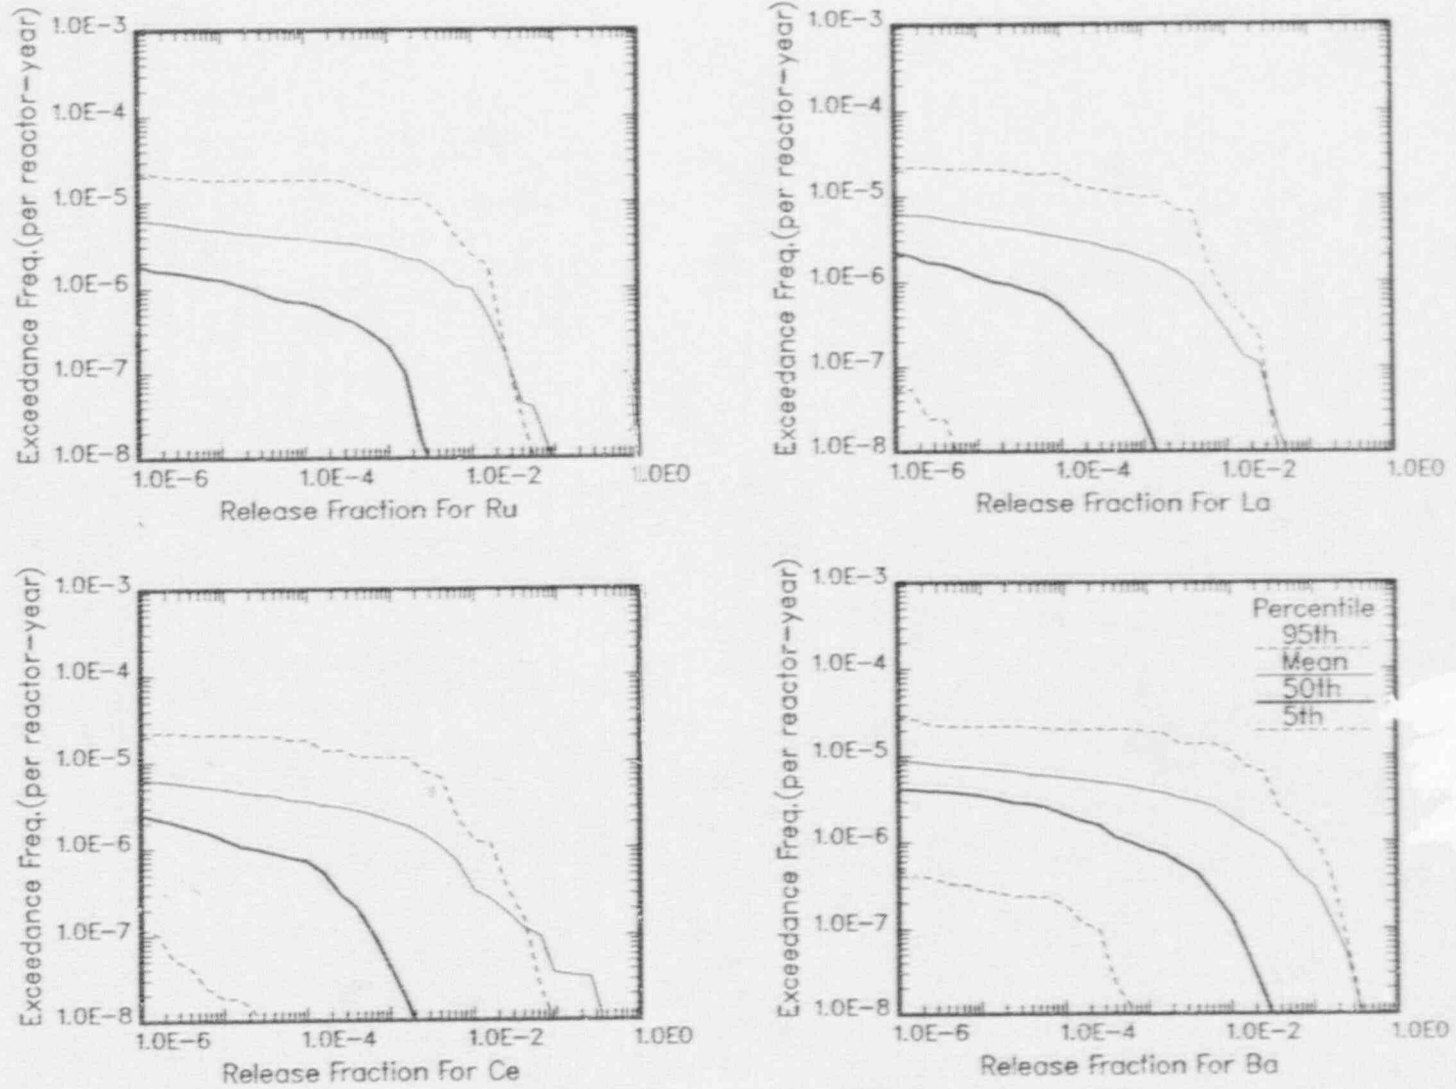 Exceedance Freq.(per reactor-year)
1.0E-3
1.0E-4
1.0E-5
1.0E-6
1.0E-7
1.0E-8
1.0E-6
1.0E-4
1.0E-2
1.0E0
Release Fraction For Ru
Exceedance Freq.(per reactor-year)
1.0E-3
1.0E-4
1.0E-5
1.0E-6
1.0E-7
1.0E-8
1.0E-6
1.0E-4
1.0E-2
1.0E0
Release Fraction For La
Exceedance Freq.(per reactor-year)
1.0E-3
1.0E-4
1.0E-5
1.0E-6
1.0E-7
1.0E-8
1.0E-6
1.0E-4
1.0E-2
1.0E0
Release Fraction For Ce
Exceedance Freq.(per reactor-year)
1.0E-3
1.0E-4
1.0E-5
1.0E-6
1.0E-7
1.0E-8
1.0E-6
1.0E-4
1.0E-2
1.0E0
Release Fraction For Ba
Percentile
95th
Mean
50th
5th